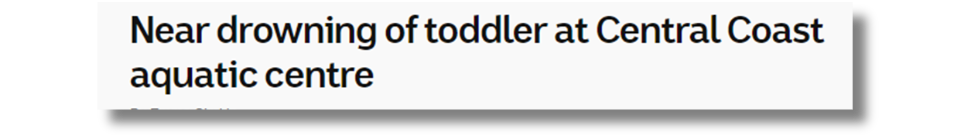 Near drowning of toddler at Central Coast
aquatic centre